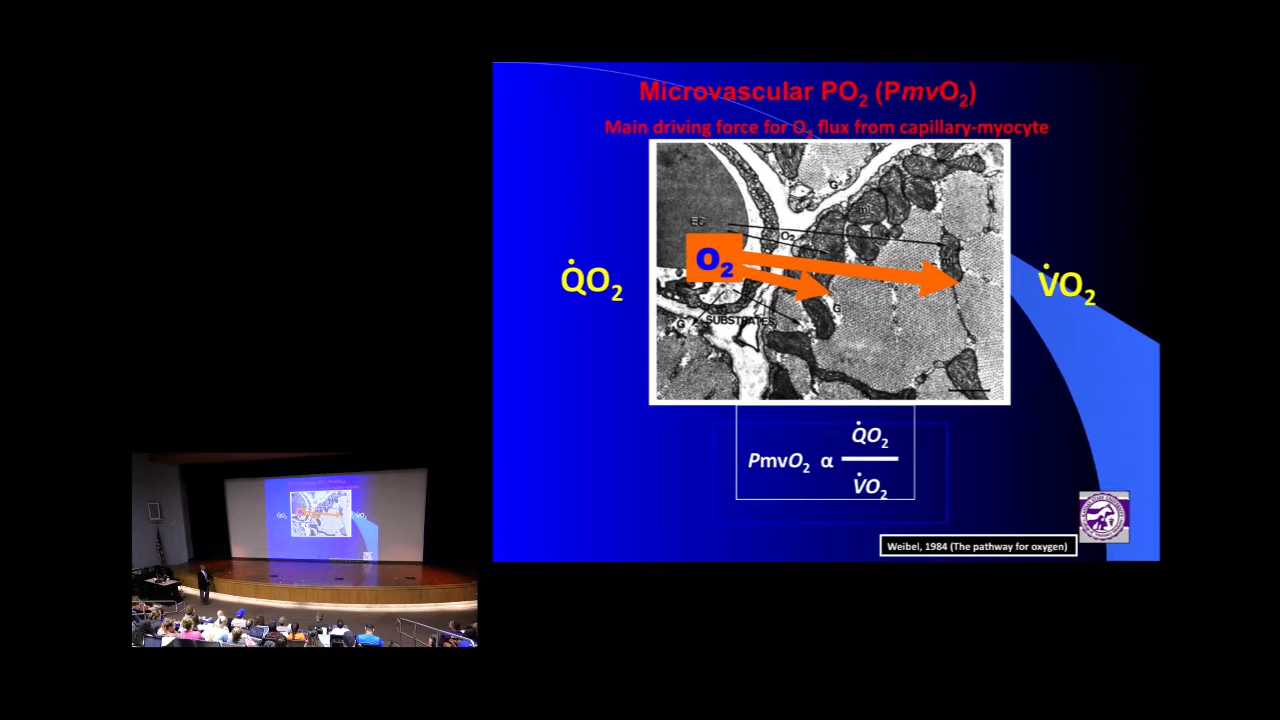 Microvascular PO₂ (PmvO₂)
Main driving force for O₂ flux from capillary-myocyte
G
EC
O₂
O₂
Q̇O₂
V̇O₂
G
G
SUBSTRATES
PmvO₂ α Q̇O₂
V̇O₂
Weibel, 1984 (The pathway for oxygen)